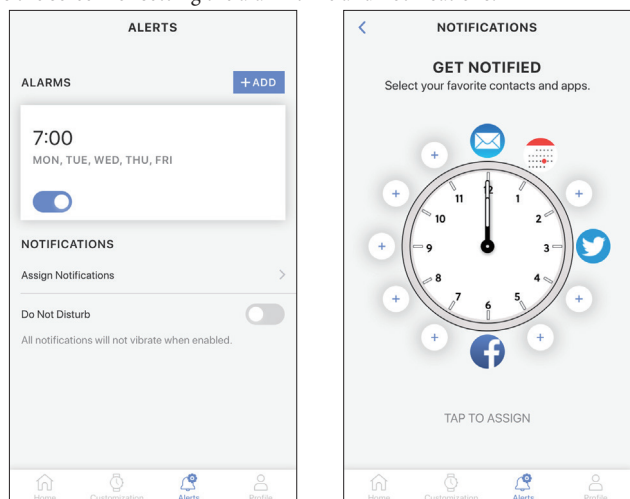 ALERTS
ALARMS
+ADD
7:00
MON, TUE, WED, THU, FRI
NOTIFICATIONS
Assign Notifications
Do Not Disturb
All notifications will not vibrate when enabled.
Home Customization Alerts Profile
NOTIFICATIONS
GET NOTIFIED
Select your favorite contacts and apps.
12
11 1
10 2
9 3
8 4
7 5
6
TAP TO ASSIGN
Home Customization Alerts Profile